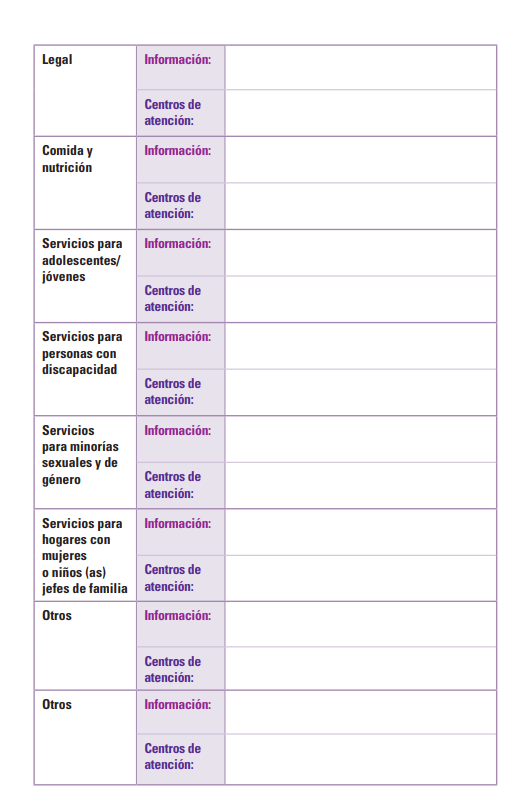 Legal
Información:
Centros de
atención:
Comida y
nutrición
Información:
Centros de
atención:
Servicios para
adolescentes/
jóvenes
Información:
Centros de
atención:
Servicios para
personas con
discapacidad
Información:
Centros de
atención:
Servicios
para minorías
sexuales y de
género
Información:
Centros de
atención:
Servicios para
hogares con
mujeres
o niños (as)
jefes de familia
Información:
Centros de
atención:
Otros
Información:
Centros de
atención:
Otros
Información:
Centros de
atención: